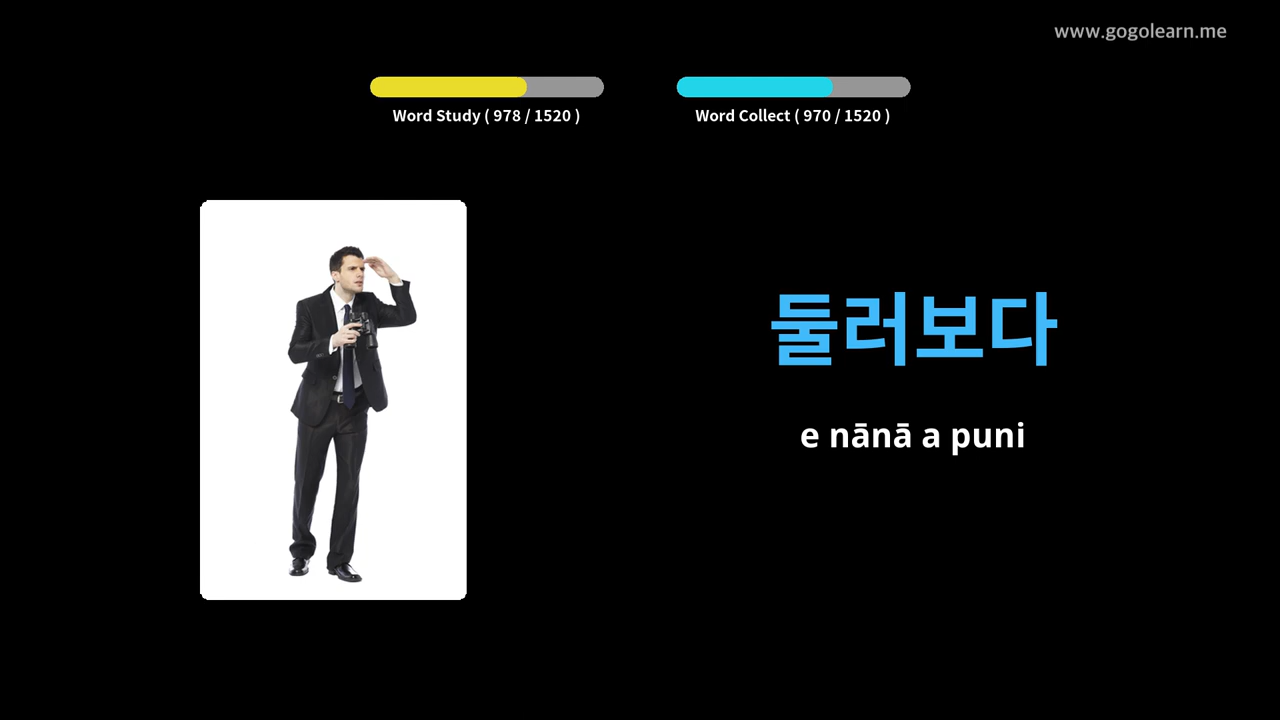 www.gogolearn.me
Word Study ( 978 / 1520 )
Word Collect ( 970 / 1520 )
둘러보다
e nānā a puni